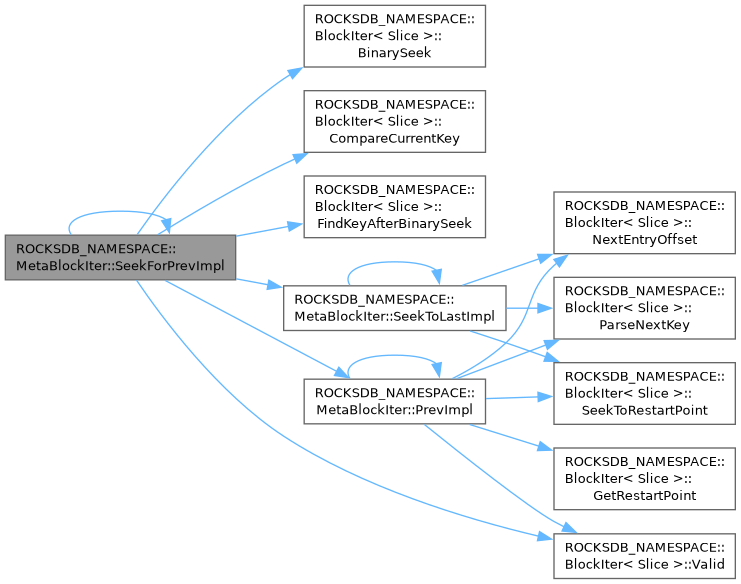 ROCKSDB_NAMESPACE::
BlockIter< Slice >::
BinarySeek
ROCKSDB_NAMESPACE::
BlockIter< Slice >::
CompareCurrentKey
ROCKSDB_NAMESPACE::
BlockIter< Slice >::
FindKeyAfterBinarySeek
ROCKSDB_NAMESPACE::
MetaBlockIter::SeekForPrevImpl
ROCKSDB_NAMESPACE::
MetaBlockIter::SeekToLastImpl
ROCKSDB_NAMESPACE::
MetaBlockIter::PrevImpl
ROCKSDB_NAMESPACE::
BlockIter< Slice >::
NextEntryOffset
ROCKSDB_NAMESPACE::
BlockIter< Slice >::
ParseNextKey
ROCKSDB_NAMESPACE::
BlockIter< Slice >::
SeekToRestartPoint
ROCKSDB_NAMESPACE::
BlockIter< Slice >::
GetRestartPoint
ROCKSDB_NAMESPACE::
BlockIter< Slice >::Valid